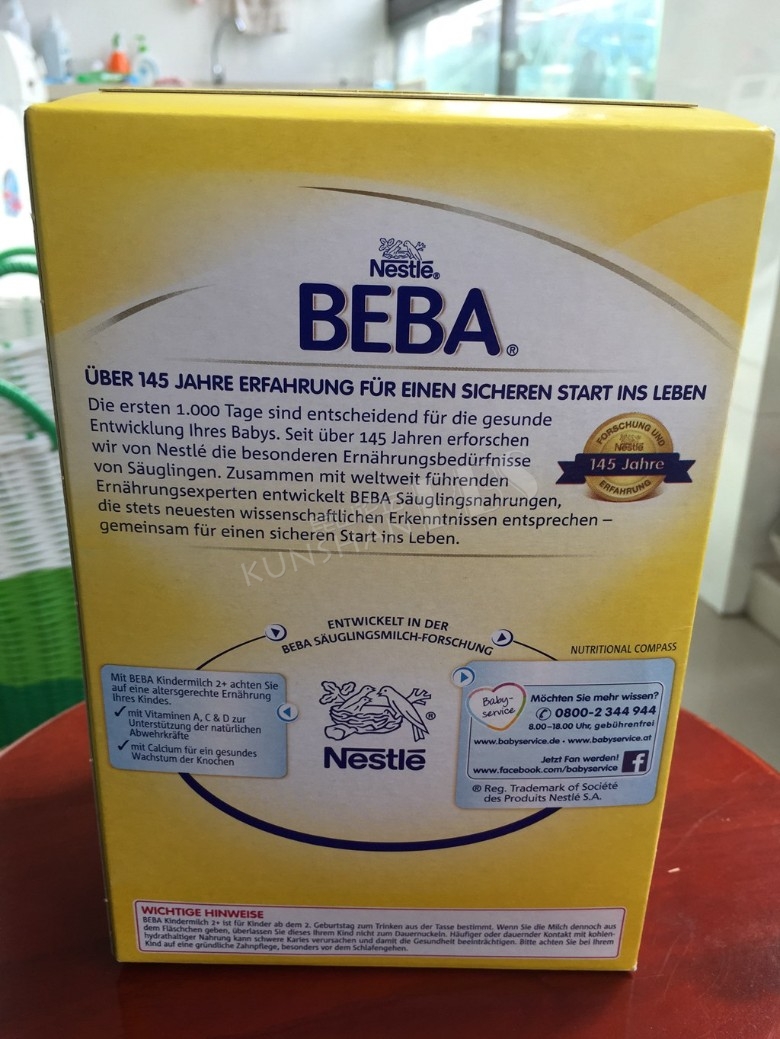 Nestlé®
BEBA®
ÜBER 145 JAHRE ERFAHRUNG FÜR EINEN SICHEREN START INS LEBEN
Die ersten 1.000 Tage sind entscheidend für die gesunde
Entwicklung Ihres Babys. Seit über 145 Jahren erforschen
wir von Nestlé die besonderen Ernährungsbedürfnisse
von Säuglingen. Zusammen mit weltweit führenden
Ernährungsexperten entwickelt BEBA Säuglingsnahrungen,
die stets neuesten wissenschaftlichen Erkenntnissen entsprechen –
gemeinsam für einen sicheren Start ins Leben.
FORSCHUNG UND
Nestlé
145 Jahre
ERFAHRUNG
KUNSHAN
ENTWICKELT IN DER
BEBA SÄUGLINGSMILCH-FORSCHUNG
NUTRITIONAL COMPASS
Mit BEBA Kindermilch 2+ achten Sie
auf eine altersgerechte Ernährung
Ihres Kindes.
✓ mit Vitaminen A, C & D zur
Unterstützung der natürlichen
Abwehrkräfte
✓ mit Calcium für ein gesundes
Wachstum der Knochen
Nestlé®
Baby-
service
Möchten Sie mehr wissen?
✆ 0800-2 344 944
8.00–18.00 Uhr, gebührenfrei
www.babyservice.de - www.babyservice.at
Jetzt Fan werden!
www.facebook.com/babyservice
f
® Reg. Trademark of Société
des Produits Nestlé S.A.
WICHTIGE HINWEISE
BEBA Kindermilch 2+ ist für Kinder ab dem 2. Geburtstag zum Trinken aus der Tasse bestimmt. Wenn Sie die Milch dennoch aus
dem Fläschchen geben, überlassen Sie dieses Ihrem Kind nicht zum Dauernuckeln. Häufiger oder dauernder Kontakt mit kohlen-
hydrathaltiger Nahrung kann schwere Karies verursachen und damit die Gesundheit beeinträchtigen. Bitte achten Sie bei Ihrem
Kind auf eine gründliche Zahnpflege, besonders vor dem Schlafengehen.